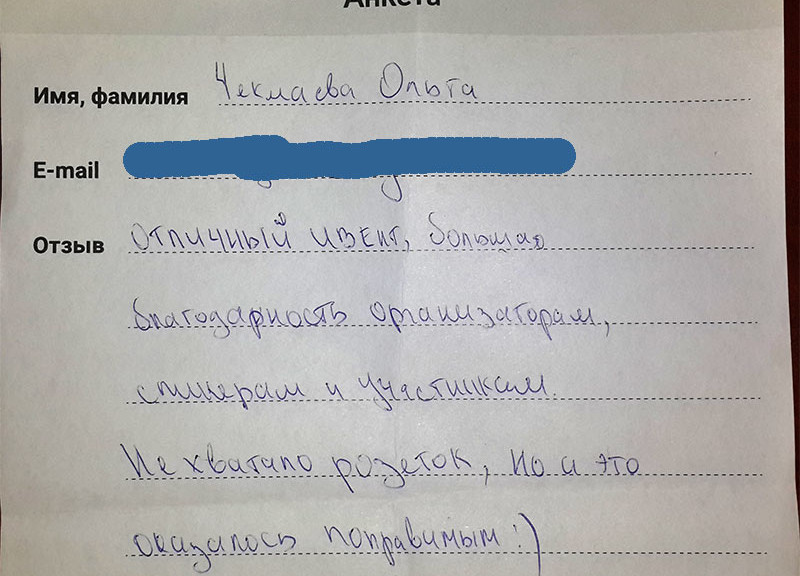 Анкета
Имя, фамилия Чекмаева Ольга
E-mail
Отзыв Отличный ивент, большая
благодарность организаторам,
спикерам и участникам.
Не хватало розеток, но и это
оказалось поправимым :)